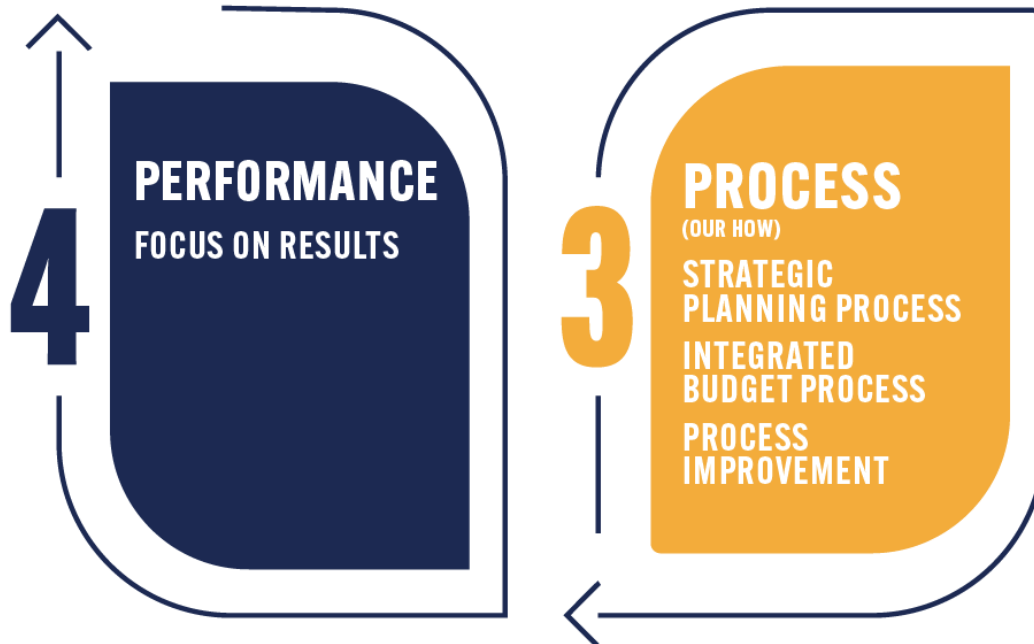 4
PERFORMANCE
FOCUS ON RESULTS
3
PROCESS
(OUR HOW)
STRATEGIC
PLANNING PROCESS
INTEGRATED
BUDGET PROCESS
PROCESS
IMPROVEMENT